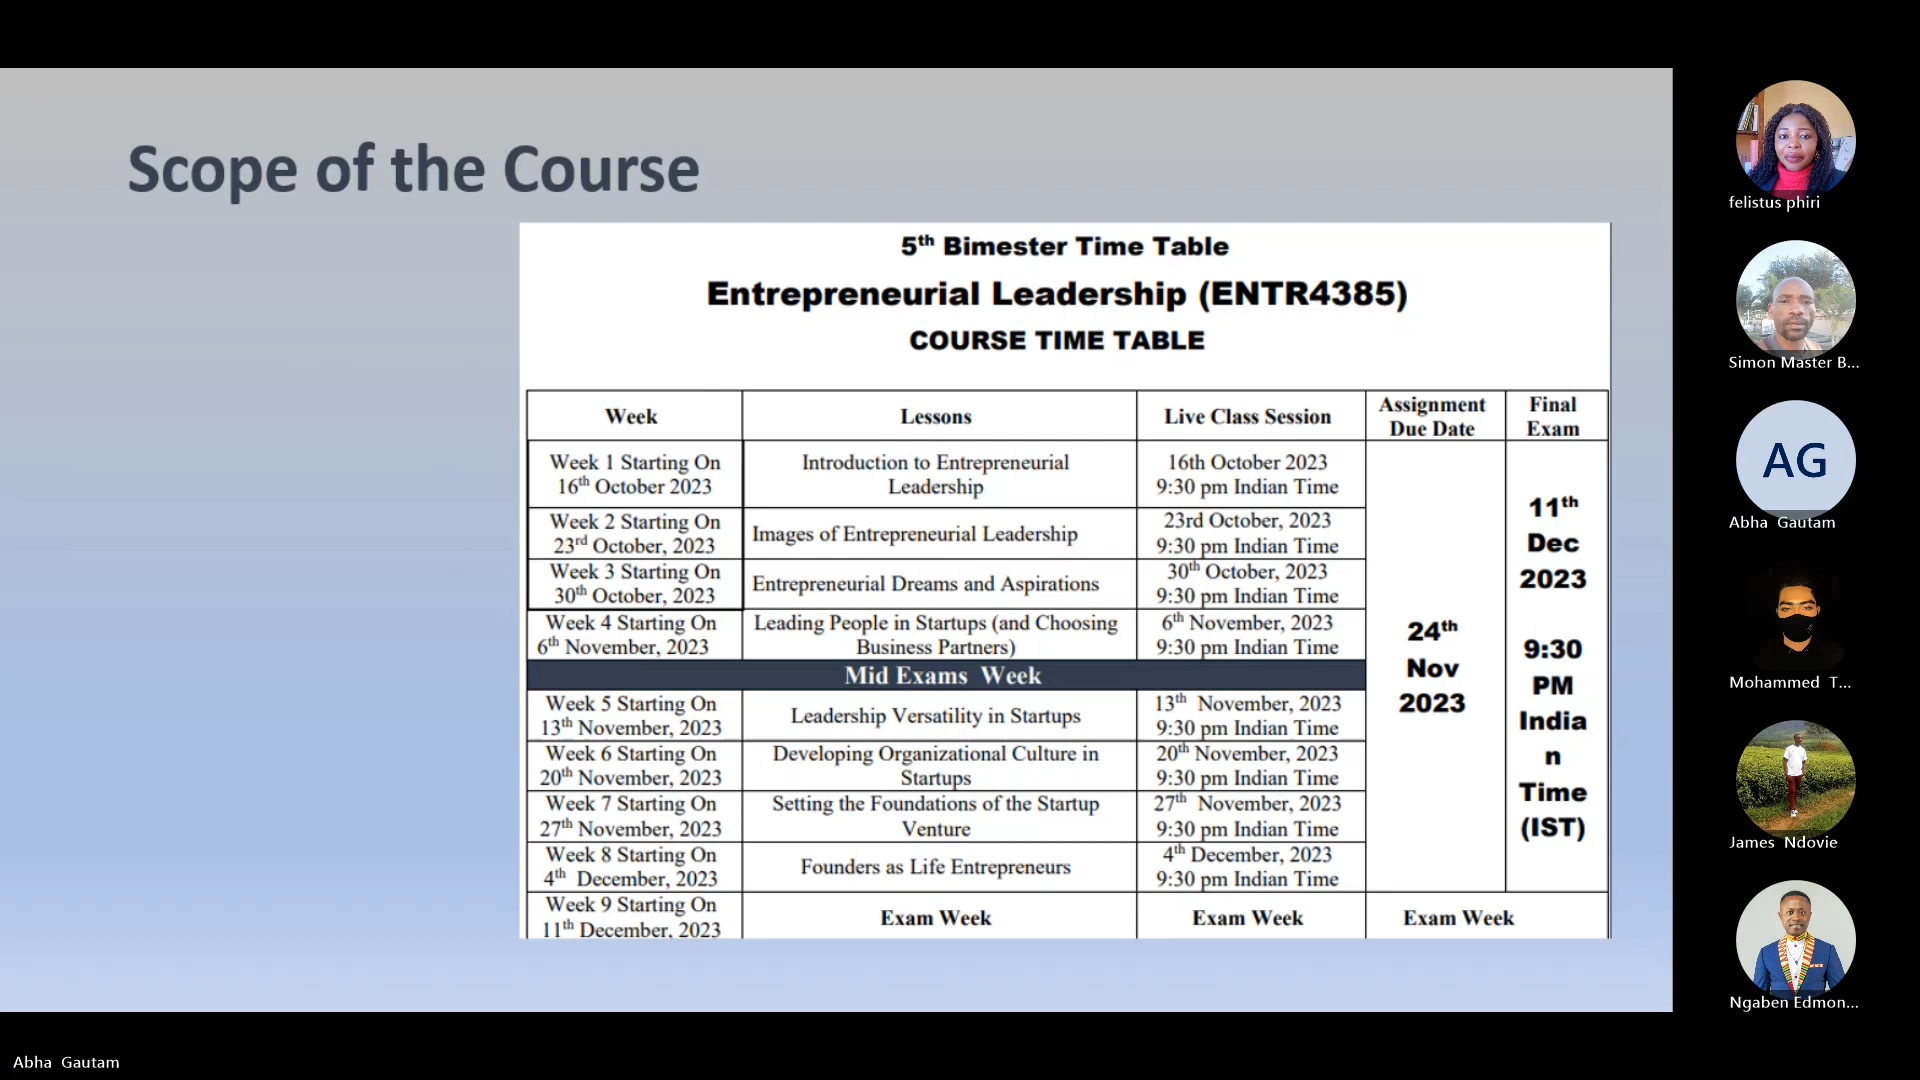 Scope of the Course
5th Bimester Time Table
Entrepreneurial Leadership (ENTR4385)
COURSE TIME TABLE
Week Lessons Live Class Session Assignment Due Date Final Exam
Week 1 Starting On 16th October 2023
Introduction to Entrepreneurial Leadership
16th October 2023
9:30 pm Indian Time
Week 2 Starting On 23rd October, 2023
Images of Entrepreneurial Leadership
23rd October, 2023
9:30 pm Indian Time
Week 3 Starting On 30th October, 2023
Entrepreneurial Dreams and Aspirations
30th October, 2023
9:30 pm Indian Time
Week 4 Starting On 6th November, 2023
Leading People in Startups (and Choosing Business Partners)
6th November, 2023
9:30 pm Indian Time
Mid Exams Week
Week 5 Starting On 13th November, 2023
Leadership Versatility in Startups
13th November, 2023
9:30 pm Indian Time
Week 6 Starting On 20th November, 2023
Developing Organizational Culture in Startups
20th November, 2023
9:30 pm Indian Time
Week 7 Starting On 27th November, 2023
Setting the Foundations of the Startup Venture
27th November, 2023
9:30 pm Indian Time
Week 8 Starting On 4th December, 2023
Founders as Life Entrepreneurs
4th December, 2023
9:30 pm Indian Time
24th
Nov
2023
11th
Dec
2023
9:30
PM
India
n
Time
(IST)
Week 9 Starting On 11th December, 2023
Exam Week
Exam Week
Exam Week
felistus phiri
Simon Master B...
AG
Abha Gautam
Mohammed T...
James Ndovie
Ngaben Edmon...
Abha Gautam